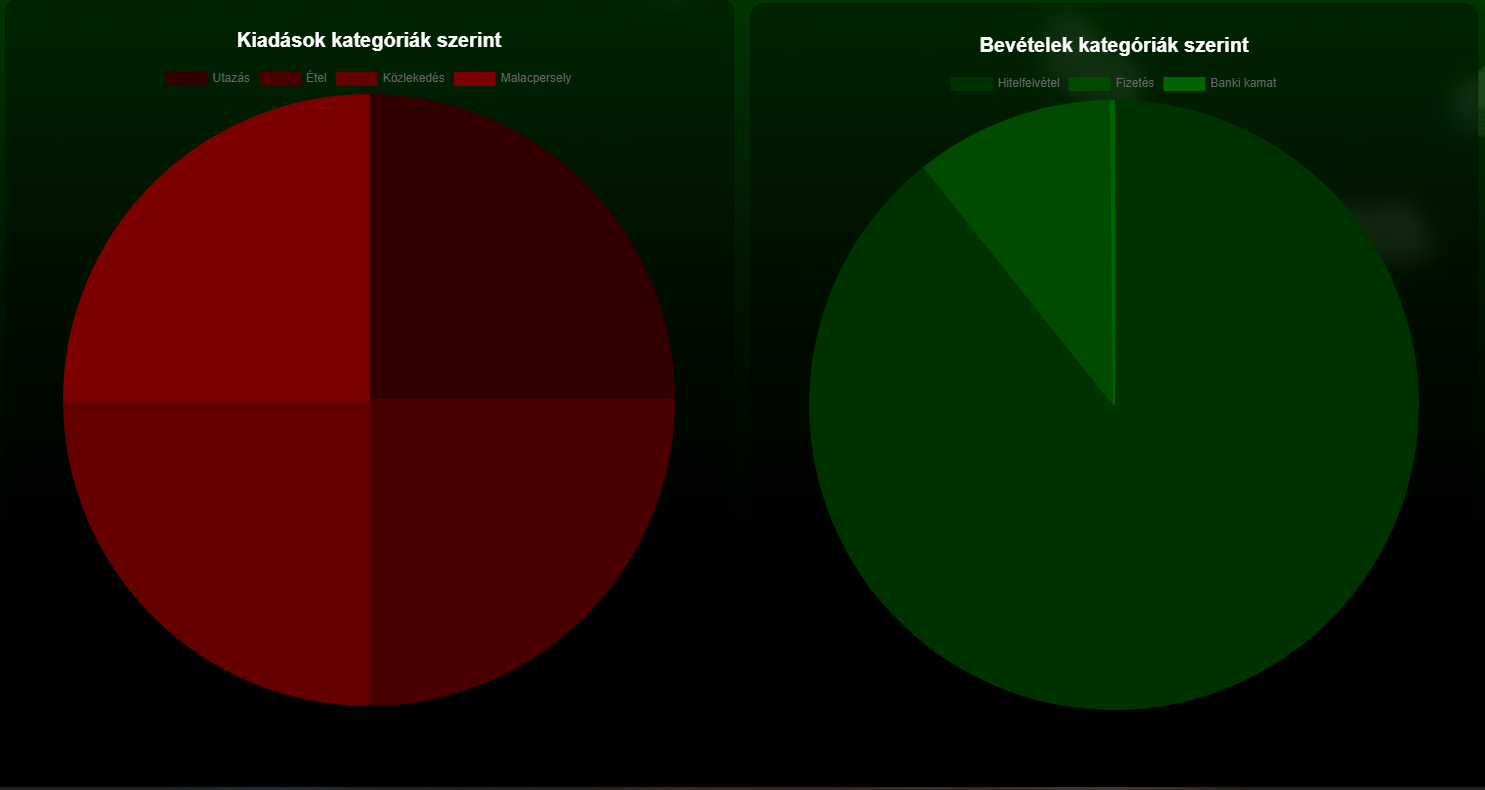 Kiadások kategóriák szerint
Utazás Étel Közlekedés Malacpersely
Bevételek kategóriák szerint
Hitelfelvétel Fizetés Banki kamat